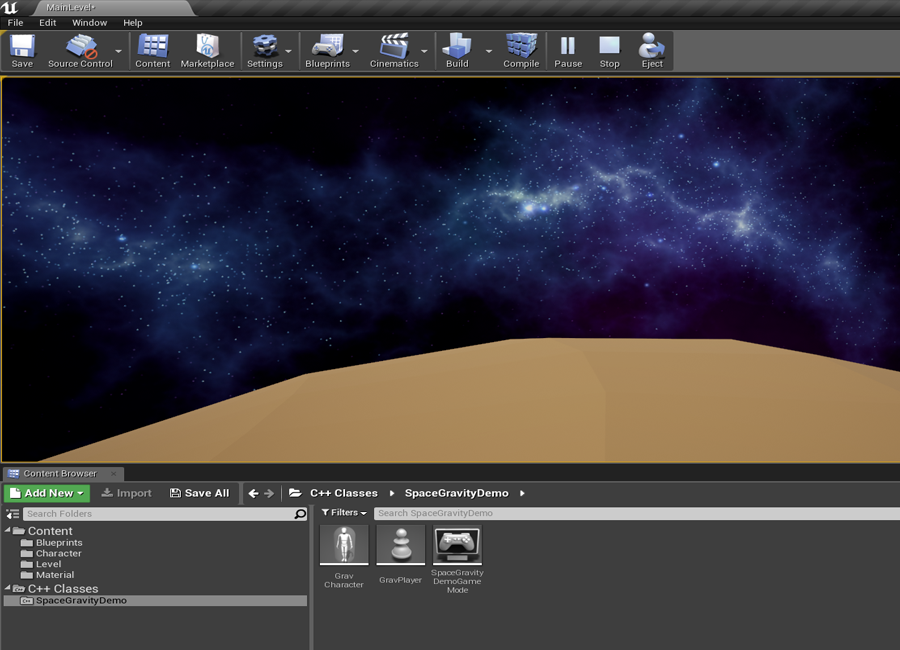 MainLevel*
File Edit Window Help
Save Source Control Content Marketplace Settings Blueprints Cinematics Build Compile Pause Stop Eject
Content Browser
Add New Import Save All C++ Classes SpaceGravityDemo
Search Folders
Filters Search SpaceGravityDemo
Content
Blueprints
Character
Level
Material
C++ Classes
SpaceGravityDemo
Grav
Character
GravPlayer
SpaceGravity
DemoGame
Mode